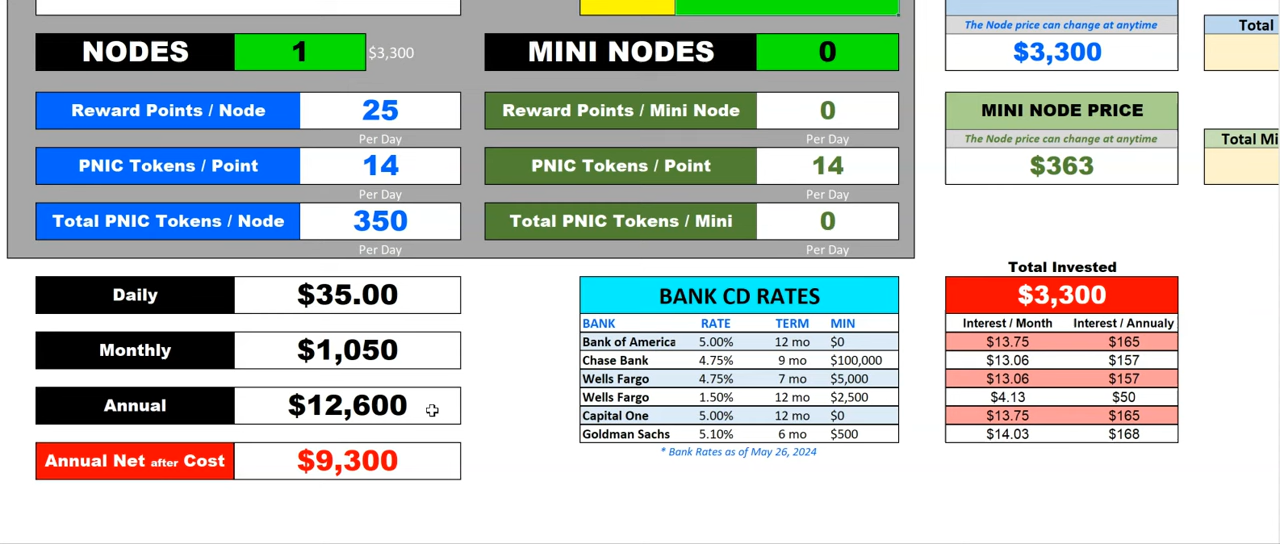 The Node price can change at anytime
Total
NODES 1 $3,300 MINI NODES 0 $3,300
Reward Points / Node 25 Reward Points / Mini Node 0 MINI NODE PRICE
Per Day Per Day The Node price can change at anytime Total Mi
PNIC Tokens / Point 14 PNIC Tokens / Point 14 $363
Per Day Per Day
Total PNIC Tokens / Node 350 Total PNIC Tokens / Mini 0
Per Day Per Day
Total Invested
Daily $35.00 BANK CD RATES $3,300
BANK RATE TERM MIN Interest / Month Interest / Annualy
Bank of America 5.00% 12 mo $0 $13.75 $165
Monthly $1,050
Chase Bank 4.75% 9 mo $100,000 $13.06 $157
Wells Fargo 4.75% 7 mo $5,000 $13.06 $157
Wells Fargo 1.50% 12 mo $2,500 $4.13 $50
Annual $12,600
Capital One 5.00% 12 mo $0 $13.75 $165
Goldman Sachs 5.10% 6 mo $500 $14.03 $168
* Bank Rates as of May 26, 2024
Annual Net after Cost $9,300